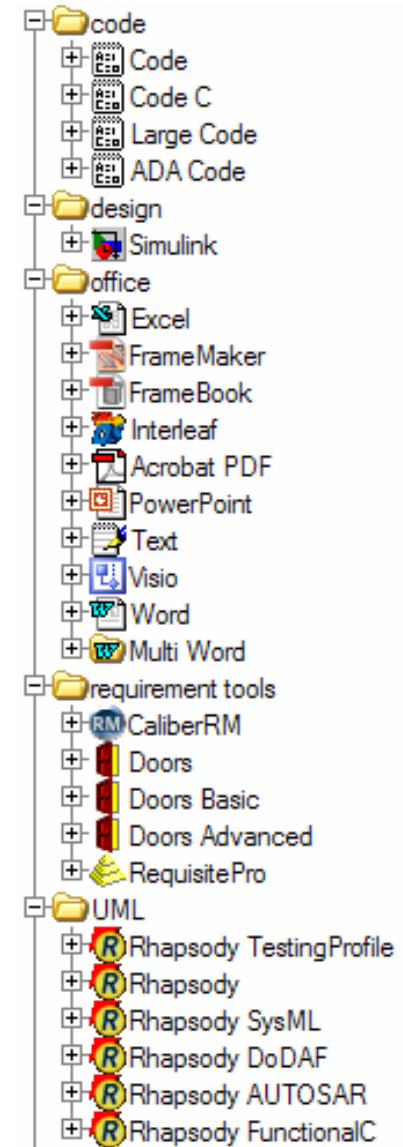 code
Code
Code C
Large Code
ADA Code
design
Simulink
office
Excel
FrameMaker
FrameBook
Interleaf
Acrobat PDF
PowerPoint
Text
Visio
Word
Multi Word
requirement tools
RM CaliberRM
Doors
Doors Basic
Doors Advanced
RequisitePro
UML
R Rhapsody TestingProfile
R Rhapsody
R Rhapsody SysML
R Rhapsody DoDAF
R Rhapsody AUTOSAR
R Rhapsody FunctionalC